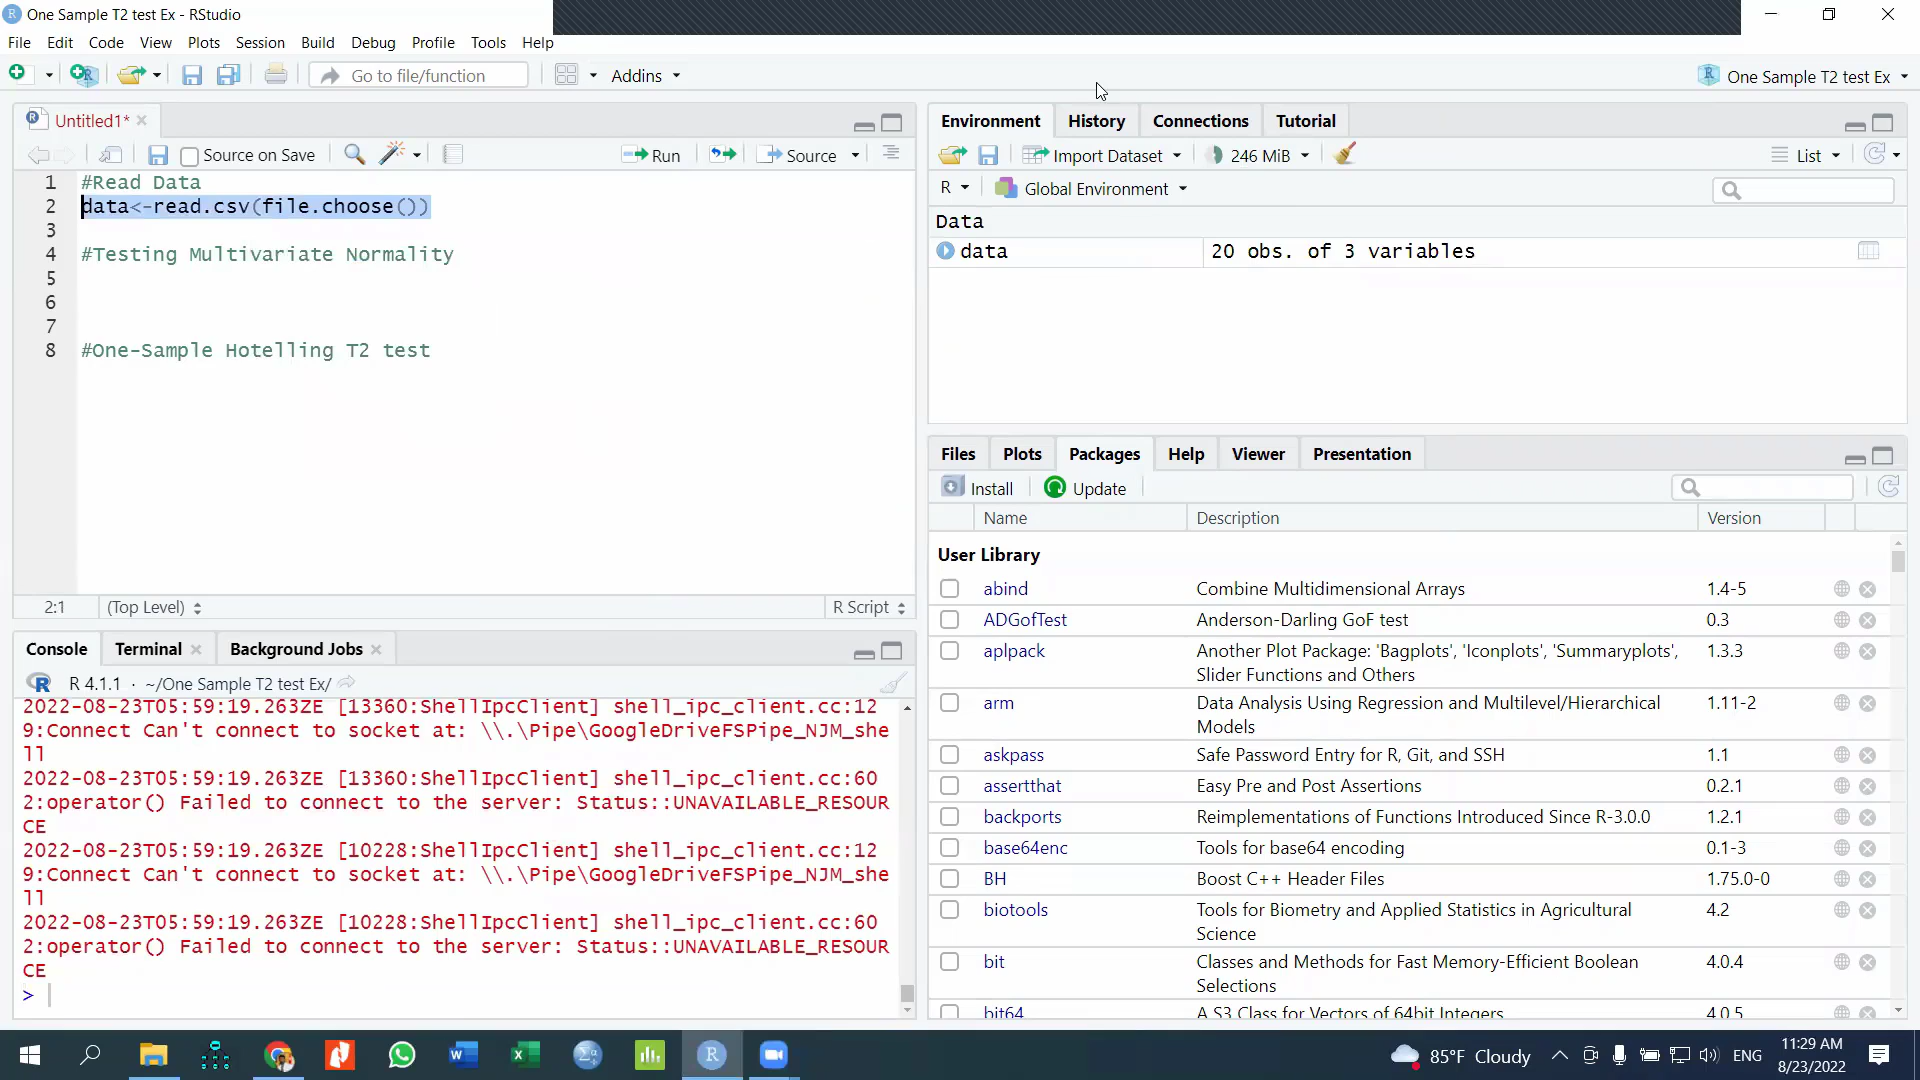 One Sample T2 test Ex - RStudio
File Edit Code View Plots Session Build Debug Profile Tools Help
Go to file/function Addins One Sample T2 test Ex
Untitled1*
Source on Save Run Source
1 #Read Data
2 data<-read.csv(file.choose())
3
4 #Testing Multivariate Normality
5
6
7
8 #One-Sample Hotelling T2 test
2:1 (Top Level) R Script
Console Terminal Background Jobs
R 4.1.1 · ~/One Sample T2 test Ex/
2022-08-23T05:59:19.263ZE [13360:ShellIpcClient] shell_ipc_client.cc:12
9:Connect Can't connect to socket at: \\.\Pipe\GoogleDriveFSPipe_NJM_she
ll
2022-08-23T05:59:19.263ZE [13360:ShellIpcClient] shell_ipc_client.cc:60
2:operator() Failed to connect to the server: Status::UNAVAILABLE_RESOUR
CE
2022-08-23T05:59:19.263ZE [10228:ShellIpcClient] shell_ipc_client.cc:12
9:Connect Can't connect to socket at: \\.\Pipe\GoogleDriveFSPipe_NJM_she
ll
2022-08-23T05:59:19.263ZE [10228:ShellIpcClient] shell_ipc_client.cc:60
2:operator() Failed to connect to the server: Status::UNAVAILABLE_RESOUR
CE
>
Environment History Connections Tutorial
Import Dataset 246 MiB List
R Global Environment
Data
data 20 obs. of 3 variables
Files Plots Packages Help Viewer Presentation
Install Update
Name Description Version
User Library
abind Combine Multidimensional Arrays 1.4-5
ADGofTest Anderson-Darling GoF test 0.3
aplpack Another Plot Package: 'Bagplots', 'Iconplots', 'Summaryplots', 1.3.3
Slider Functions and Others
arm Data Analysis Using Regression and Multilevel/Hierarchical 1.11-2
Models
askpass Safe Password Entry for R, Git, and SSH 1.1
assertthat Easy Pre and Post Assertions 0.2.1
backports Reimplementations of Functions Introduced Since R-3.0.0 1.2.1
base64enc Tools for base64 encoding 0.1-3
BH Boost C++ Header Files 1.75.0-0
biotools Tools for Biometry and Applied Statistics in Agricultural 4.2
Science
bit Classes and Methods for Fast Memory-Efficient Boolean 4.0.4
Selections
bit64 A S3 Class for Vectors of 64bit Integers 4.0.5
85°F Cloudy ENG 11:29 AM
8/23/2022